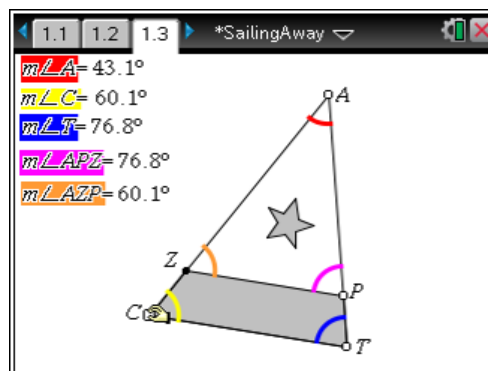 1.1 1.2 1.3 *SailingAway
m∠A= 43.1°
m∠C= 60.1°
m∠T= 76.8°
m∠APZ= 76.8°
m∠AZP= 60.1°
A
Z
P
C
T